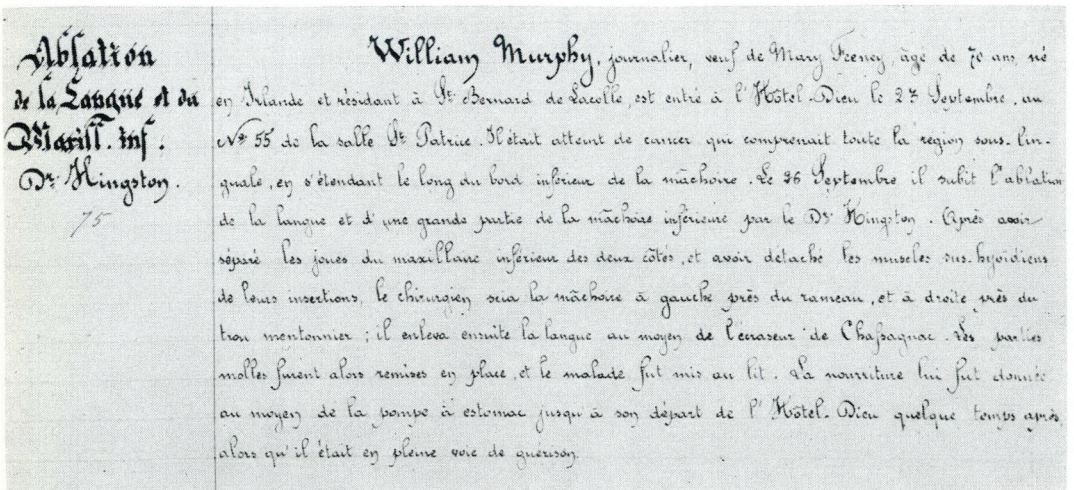 Ablation
de la Langue et du
Maxill. inf.
Dr. Hingston.
75
William Murphy, journalier, veuf de Mary Feeney, âgé de 70 ans, né
en Irlande et résidant à St. Bernard de Lacolle, est entré à l'Hôtel-Dieu le 23 Septembre, au
No. 55 de la salle St. Patrice. Il était atteint de cancer qui comprenait toute la région sous-lin-
guale, en s'étendant le long du bord inférieur de la mâchoire. Le 26 Septembre il subit l'ablation
de la langue et d'une grande partie de la mâchoire inférieure par le Dr. Hingston. Après avoir
séparé les joues du maxillaire inférieur des deux côtés, et avoir détaché les muscles sus-hyoïdiens
de leurs insertions, le chirurgien scia la mâchoire à gauche près du rameau, et à droite près du
trou mentonnier ; il enleva ensuite la langue au moyen de l'écraseur de Chassagnac. Les parties
molles furent alors remises en place, et le malade fut mis au lit. La nourriture lui fut donnée
au moyen de la pompe à estomac jusqu'à son départ de l'Hôtel-Dieu quelque temps après
alors qu'il était en pleine voie de guérison.